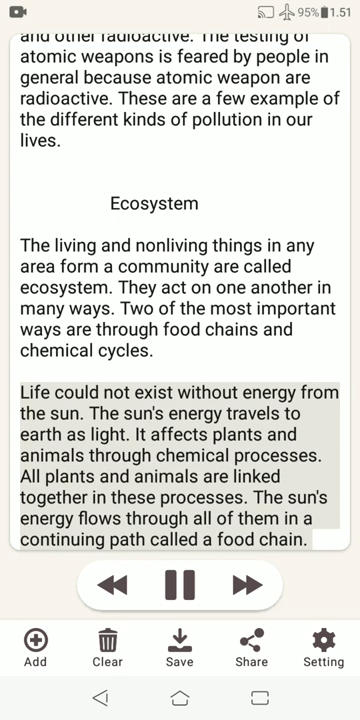 95% 1.51
and other radioactive. The testing of
atomic weapons is feared by people in
general because atomic weapon are
radioactive. These are a few example of
the different kinds of pollution in our
lives.
Ecosystem
The living and nonliving things in any
area form a community are called
ecosystem. They act on one another in
many ways. Two of the most important
ways are through food chains and
chemical cycles.
Life could not exist without energy from
the sun. The sun's energy travels to
earth as light. It affects plants and
animals through chemical processes.
All plants and animals are linked
together in these processes. The sun's
energy flows through all of them in a
continuing path called a food chain.
Add Clear Save Share Setting